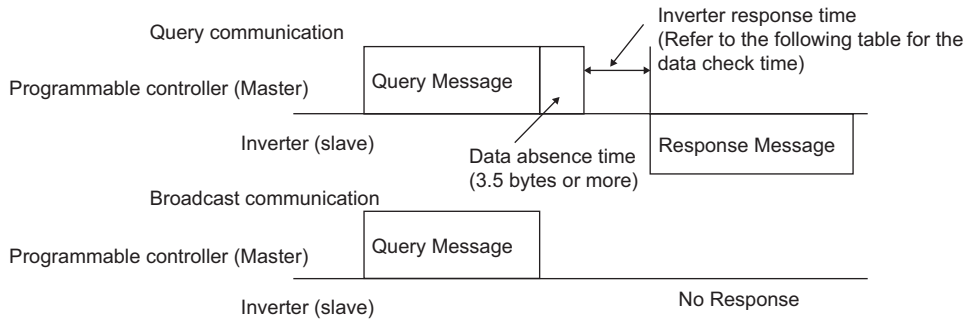 Query communication
Inverter response time
(Refer to the following table for the
data check time)
Programmable controller (Master)
Query Message
Inverter (slave)
Data absence time
(3.5 bytes or more)
Response Message
Broadcast communication
Programmable controller (Master)
Query Message
Inverter (slave)
No Response